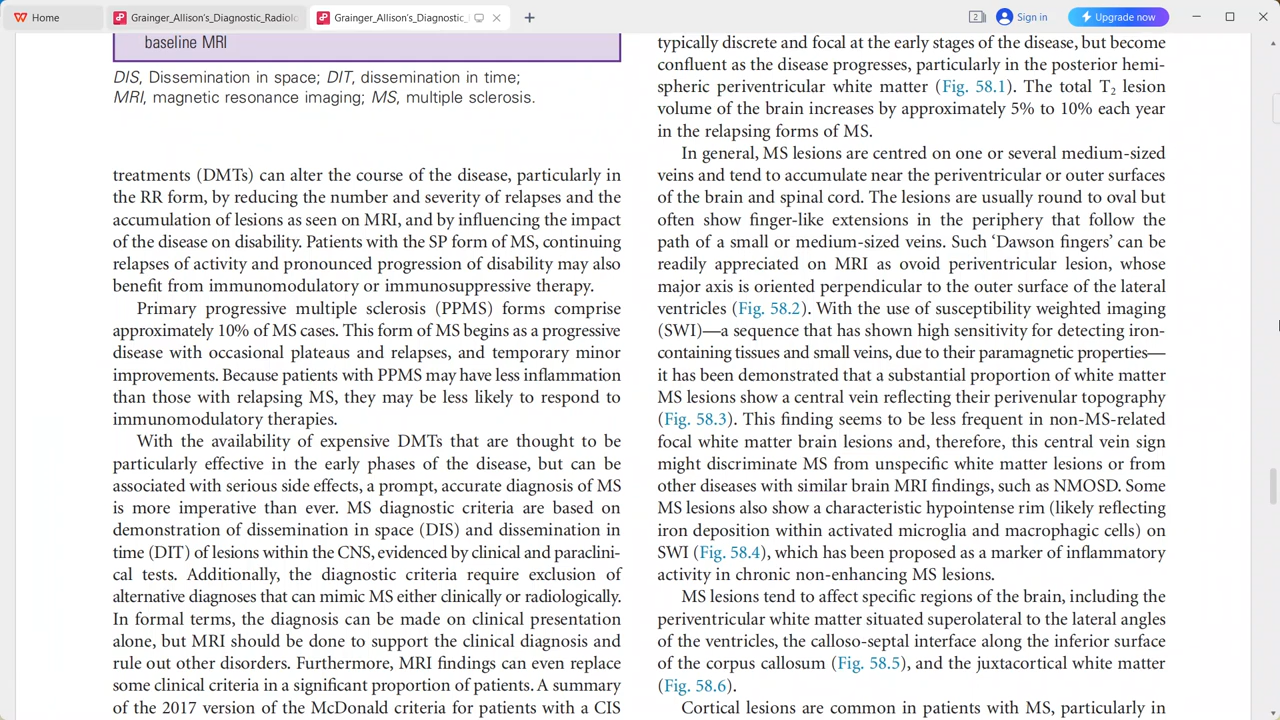 Home
Grainger_Allison's_Diagnostic_Radiol
Grainger_Allison's_Diagnostic_
2
Sign in
Upgrade now
baseline MRI
DIS, Dissemination in space; DIT, dissemination in time;
MRI, magnetic resonance imaging; MS, multiple sclerosis.
treatments (DMTs) can alter the course of the disease, particularly in
the RR form, by reducing the number and severity of relapses and the
accumulation of lesions as seen on MRI, and by influencing the impact
of the disease on disability. Patients with the SP form of MS, continuing
relapses of activity and pronounced progression of disability may also
benefit from immunomodulatory or immunosuppressive therapy.
Primary progressive multiple sclerosis (PPMS) forms comprise
approximately 10% of MS cases. This form of MS begins as a progressive
disease with occasional plateaus and relapses, and temporary minor
improvements. Because patients with PPMS may have less inflammation
than those with relapsing MS, they may be less likely to respond to
immunomodulatory therapies.
With the availability of expensive DMTs that are thought to be
particularly effective in the early phases of the disease, but can be
associated with serious side effects, a prompt, accurate diagnosis of MS
is more imperative than ever. MS diagnostic criteria are based on
demonstration of dissemination in space (DIS) and dissemination in
time (DIT) of lesions within the CNS, evidenced by clinical and paraclini-
cal tests. Additionally, the diagnostic criteria require exclusion of
alternative diagnoses that can mimic MS either clinically or radiologically.
In formal terms, the diagnosis can be made on clinical presentation
alone, but MRI should be done to support the clinical diagnosis and
rule out other disorders. Furthermore, MRI findings can even replace
some clinical criteria in a significant proportion of patients. A summary
of the 2017 version of the McDonald criteria for patients with a CIS
typically discrete and focal at the early stages of the disease, but become
confluent as the disease progresses, particularly in the posterior hemi-
spheric periventricular white matter (Fig. 58.1). The total T₂ lesion
volume of the brain increases by approximately 5% to 10% each year
in the relapsing forms of MS.
In general, MS lesions are centred on one or several medium-sized
veins and tend to accumulate near the periventricular or outer surfaces
of the brain and spinal cord. The lesions are usually round to oval but
often show finger-like extensions in the periphery that follow the
path of a small or medium-sized veins. Such ‘Dawson fingers’ can be
readily appreciated on MRI as ovoid periventricular lesion, whose
major axis is oriented perpendicular to the outer surface of the lateral
ventricles (Fig. 58.2). With the use of susceptibility weighted imaging
(SWI)—a sequence that has shown high sensitivity for detecting iron-
containing tissues and small veins, due to their paramagnetic properties—
it has been demonstrated that a substantial proportion of white matter
MS lesions show a central vein reflecting their perivenular topography
(Fig. 58.3). This finding seems to be less frequent in non-MS-related
focal white matter brain lesions and, therefore, this central vein sign
might discriminate MS from unspecific white matter lesions or from
other diseases with similar brain MRI findings, such as NMOSD. Some
MS lesions also show a characteristic hypointense rim (likely reflecting
iron deposition within activated microglia and macrophagic cells) on
SWI (Fig. 58.4), which has been proposed as a marker of inflammatory
activity in chronic non-enhancing MS lesions.
MS lesions tend to affect specific regions of the brain, including the
periventricular white matter situated superolateral to the lateral angles
of the ventricles, the calloso-septal interface along the inferior surface
of the corpus callosum (Fig. 58.5), and the juxtacortical white matter
(Fig. 58.6).
Cortical lesions are common in patients with MS, particularly in